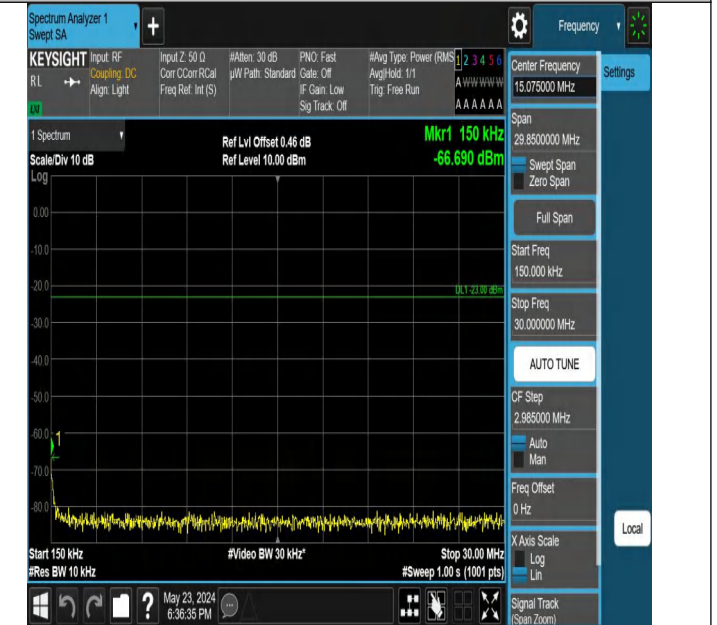 Spectrum Analyzer 1
Swept SA
+
Frequency
KEYSIGHT
RL
LXI
Input: RF
Coupling: DC
Align: Light
Input Z: 50 Ω
Corr CCorr RCal
Freq Ref: Int (S)
#Atten: 30 dB
µW Path: Standard
PNO: Fast
Gate: Off
IF Gain: Low
Sig Track: Off
#Avg Type: Power (RMS
Avg|Hold: 1/1
Trig: Free Run
1 2 3 4 5 6
A W W W W W
A A A A A A
1 Spectrum
Scale/Div 10 dB
Log
Ref Lvl Offset 0.46 dB
Ref Level 10.00 dBm
Mkr1 150 kHz
-66.690 dBm
0.00
-10.0
-20.0
DL1 -23.00 dBm
-30.0
-40.0
-50.0
-60.0
1
-70.0
-80.0
Start 150 kHz
#Video BW 30 kHz*
Stop 30.00 MHz
#Res BW 10 kHz
#Sweep 1.00 s (1001 pts)
?
May 23, 2024
6:36:35 PM
Center Frequency
15.075000 MHz
Settings
Span
29.8500000 MHz
Swept Span
Zero Span
Full Span
Start Freq
150.000 kHz
Stop Freq
30.000000 MHz
AUTO TUNE
CF Step
2.985000 MHz
Auto
Man
Freq Offset
0 Hz
Local
X Axis Scale
Log
Lin
Signal Track
(Span Zoom)